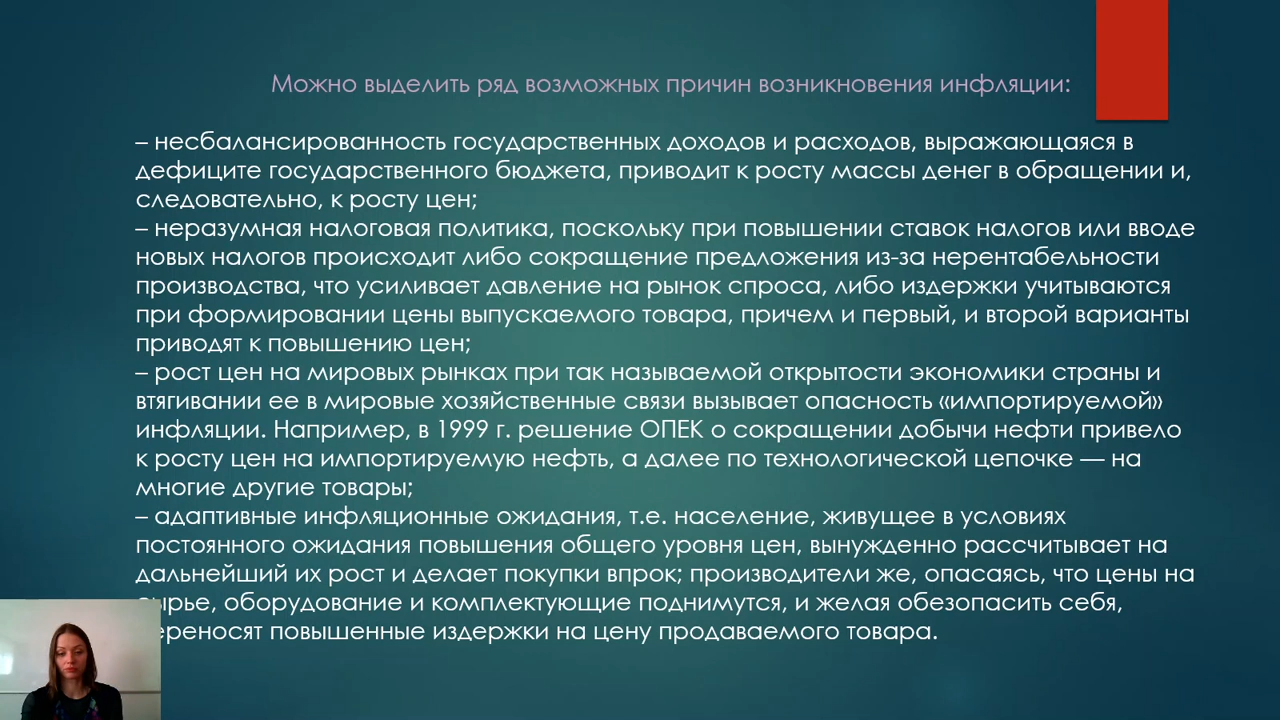 Можно выделить ряд возможных причин возникновения инфляции:
– несбалансированность государственных доходов и расходов, выражающаяся в
дефиците государственного бюджета, приводит к росту массы денег в обращении и,
следовательно, к росту цен;
– неразумная налоговая политика, поскольку при повышении ставок налогов или вводе
новых налогов происходит либо сокращение предложения из-за нерентабельности
производства, что усиливает давление на рынок спроса, либо издержки учитываются
при формировании цены выпускаемого товара, причем и первый, и второй варианты
приводят к повышению цен;
– рост цен на мировых рынках при так называемой открытости экономики страны и
втягивании ее в мировые хозяйственные связи вызывает опасность «импортируемой»
инфляции. Например, в 1999 г. решение ОПЕК о сокращении добычи нефти привело
к росту цен на импортируемую нефть, а далее по технологической цепочке — на
многие другие товары;
– адаптивные инфляционные ожидания, т.е. население, живущее в условиях
постоянного ожидания повышения общего уровня цен, вынужденно рассчитывает на
дальнейший их рост и делает покупки впрок; производители же, опасаясь, что цены на
сырье, оборудование и комплектующие поднимутся, и желая обезопасить себя,
переносят повышенные издержки на цену продаваемого товара.